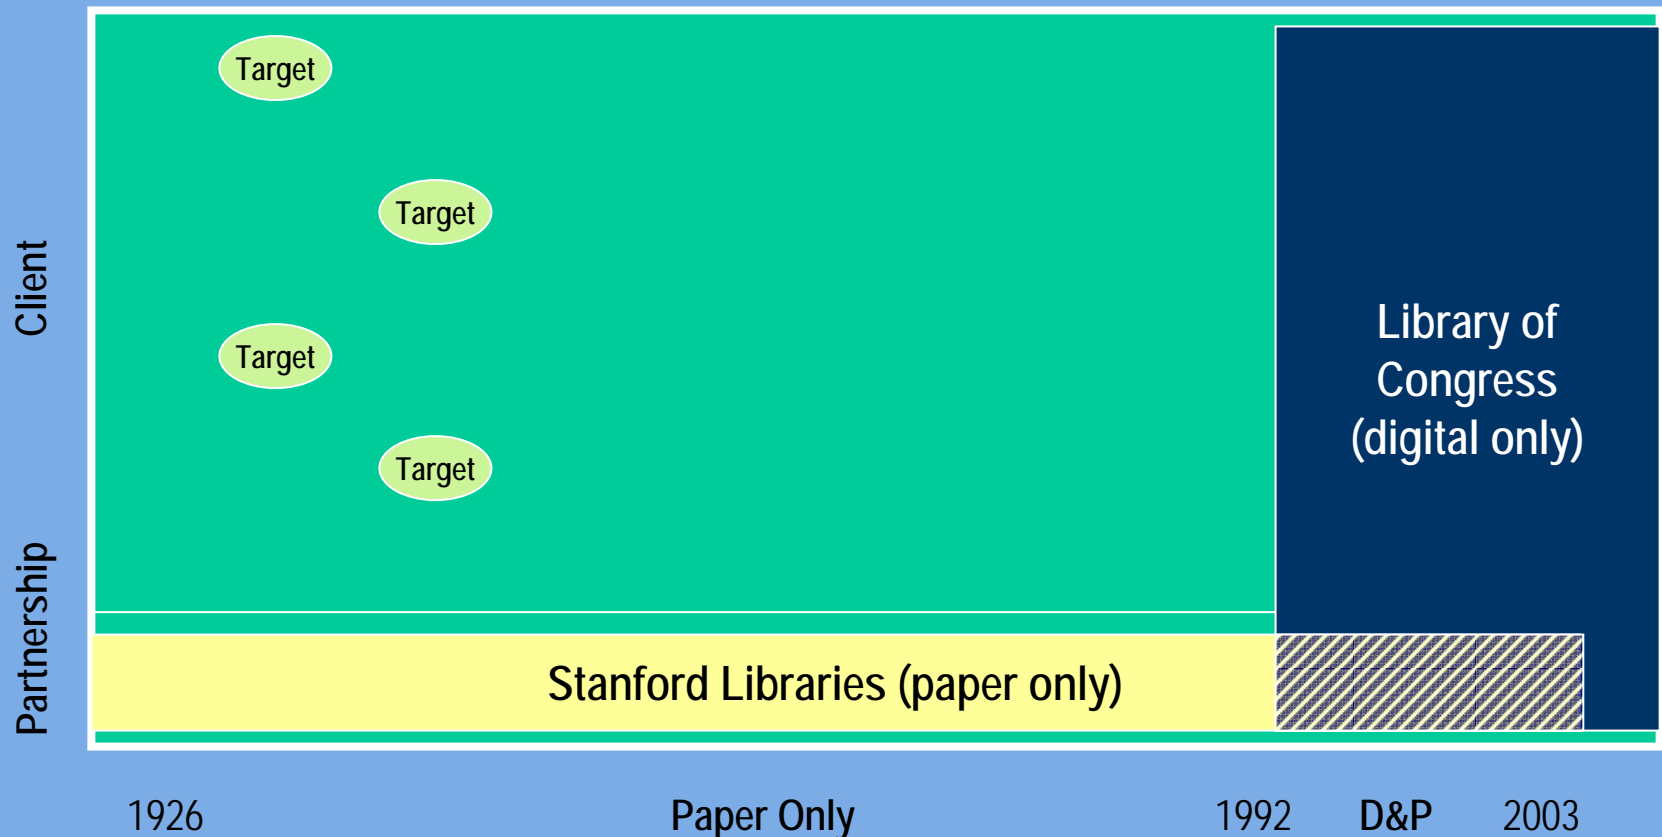 Target
Target
Client
Target
Library of
Congress
(digital only)
Target
Partnership
Stanford Libraries (paper only)
1926 Paper Only 1992 D&P 2003